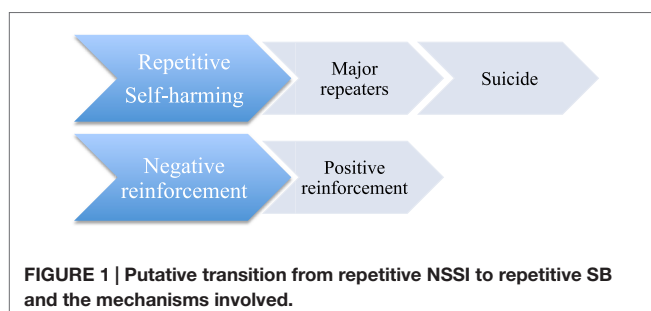 Repetitive
Self-harming
Major
repeaters
Suicide
Negative
reinforcement
Positive
reinforcement
FIGURE 1 | Putative transition from repetitive NSSI to repetitive SB
and the mechanisms involved.